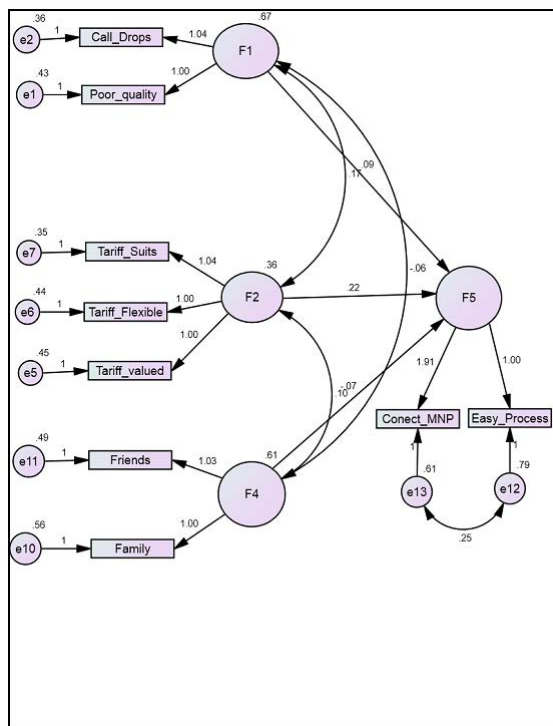 .36
e2
1
Call_Drops
1.04
.67
F1
.43
e1
1
Poor_quality
1.00
.09
.17
.35
e7
1
Tariff_Suits
1.04
.36
F2
-.06
.44
e6
1
Tariff_Flexible
1.00
.22
F5
.45
e5
1
Tariff_valued
1.00
1.91
1.00
-.07
.10
Conect_MNP
Easy_Process
.49
e11
1
Friends
1.03
.61
F4
1
1
.61
e13
.79
e12
.56
e10
1
Family
1.00
.25